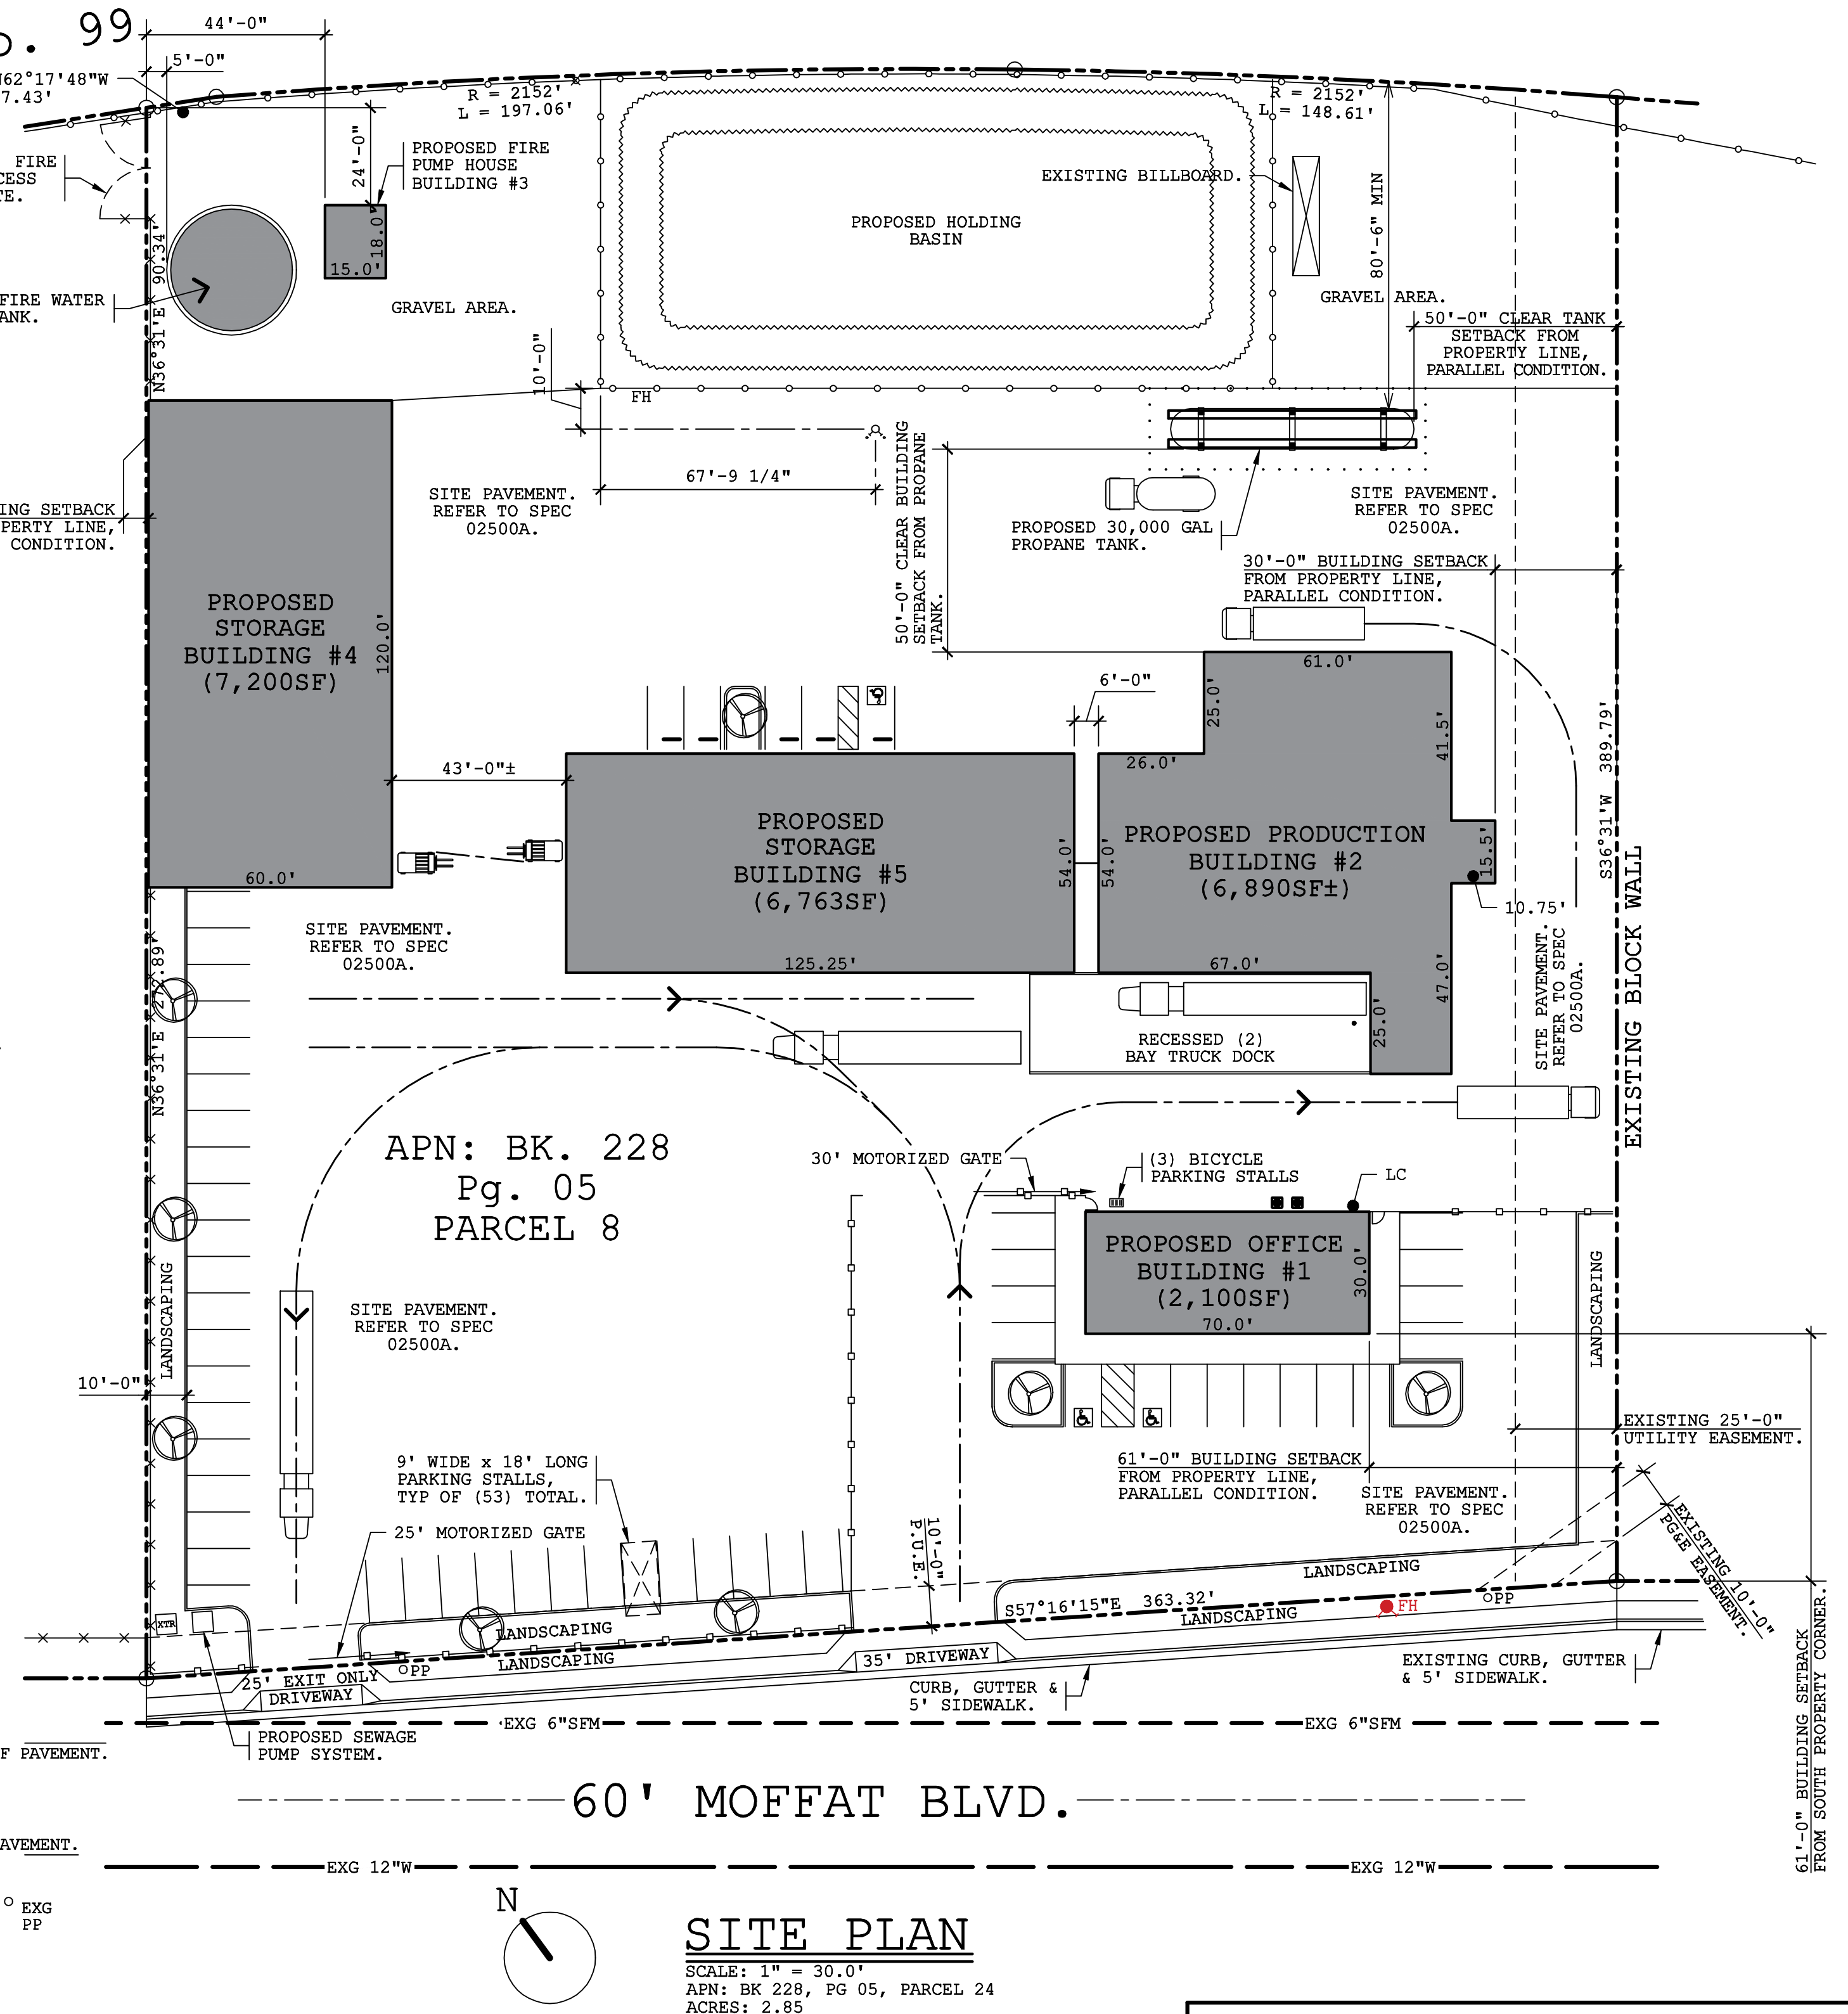 99
44'-0"
5'-0"
62°17'48"W
7.43'
R = 2152'
L = 197.06'
R = 2152'
L = 148.61'
24'-0"
PROPOSED FIRE
PUMP HOUSE
BUILDING #3
FIRE
18.0'
15.0'
N36°31'E 90.34'
FIRE WATER
GRAVEL AREA.
PROPOSED HOLDING
BASIN
EXISTING BILLBOARD.
80'-6" MIN
GRAVEL AREA.
50'-0" CLEAR TANK
SETBACK FROM
PROPERTY LINE,
PARALLEL CONDITION.
10'-0"
FH
67'-9 1/4"
50'-0" CLEAR BUILDING
SETBACK FROM PROPANE
TANK.
SITE PAVEMENT.
REFER TO SPEC
02500A.
PROPOSED 30,000 GAL
PROPANE TANK.
SITE PAVEMENT.
REFER TO SPEC
02500A.
SETBACK
LINE,
CONDITION.
30'-0" BUILDING SETBACK
FROM PROPERTY LINE,
PARALLEL CONDITION.
PROPOSED
STORAGE
BUILDING #4
(7,200SF)
120.0'
60.0'
61.0'
25.0'
41.5'
6'-0"
26.0'
43'-0"±
PROPOSED
STORAGE
BUILDING #5
(6,763SF)
54.0'
54.0'
125.25'
PROPOSED PRODUCTION
BUILDING #2
(6,890SF±)
15.5'
10.75'
67.0'
47.0'
25.0'
S36°31'W 389.79'
EXISTING BLOCK WALL
SITE PAVEMENT.
REFER TO SPEC
02500A.
SITE PAVEMENT.
REFER TO SPEC
02500A.
N36°31'E 272.89'
RECESSED (2)
BAY TRUCK DOCK
APN: BK. 228
Pg. 05
PARCEL 8
30' MOTORIZED GATE
(3) BICYCLE
PARKING STALLS
LC
PROPOSED OFFICE
BUILDING #1
(2,100SF)
30.0'
70.0'
LANDSCAPING
LANDSCAPING
SITE PAVEMENT.
REFER TO SPEC
02500A.
10'-0"
EXISTING 25'-0"
UTILITY EASEMENT.
9' WIDE x 18' LONG
PARKING STALLS,
TYP OF (53) TOTAL.
61'-0" BUILDING SETBACK
FROM PROPERTY LINE,
PARALLEL CONDITION.
SITE PAVEMENT.
REFER TO SPEC
02500A.
25' MOTORIZED GATE
10'-0"
P.U.E.
EXISTING 10'-0"
PG&E EASEMENT.
LANDSCAPING
S57°16'15"E 363.32'
LANDSCAPING
FH
PP
XTR
LANDSCAPING
LANDSCAPING
PP
25' EXIT ONLY
DRIVEWAY
35' DRIVEWAY
CURB, GUTTER &
5' SIDEWALK.
EXISTING CURB, GUTTER
& 5' SIDEWALK.
61'-0" BUILDING SETBACK
FROM SOUTH PROPERTY CORNER.
EXG 6"SFM
EXG 6"SFM
PROPOSED SEWAGE
PUMP SYSTEM.
F PAVEMENT.
60' MOFFAT BLVD.
AVEMENT.
EXG 12"W
EXG 12"W
EXG
PP
N
SITE PLAN
SCALE: 1" = 30.0'
APN: BK 228, PG 05, PARCEL 24
ACRES: 2.85